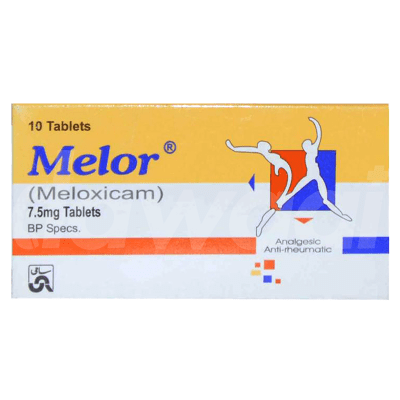 10 Tablets
Melor®
(Meloxicam)
7.5mg Tablets
BP Specs.
Analgesic
Anti-rheumatic